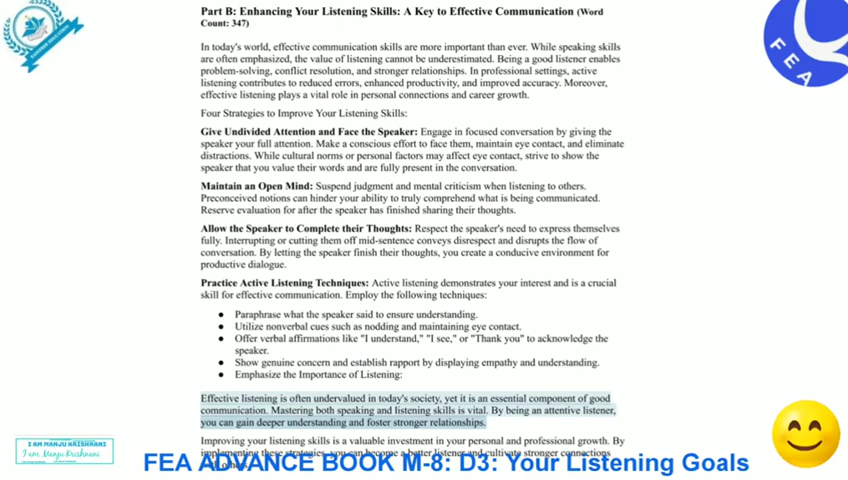 Part B: Enhancing Your Listening Skills: A Key to Effective Communication (Word
Count: 347)
In today's world, effective communication skills are more important than ever. While speaking skills
are often emphasized, the value of listening cannot be underestimated. Being a good listener enables
problem-solving, conflict resolution, and stronger relationships. In professional settings, active
listening contributes to reduced errors, enhanced productivity, and improved accuracy. Moreover,
effective listening plays a vital role in personal connections and career growth.
Four Strategies to Improve Your Listening Skills:
Give Undivided Attention and Face the Speaker: Engage in focused conversation by giving the
speaker your full attention. Make a conscious effort to face them, maintain eye contact, and eliminate
distractions. While cultural norms or personal factors may affect eye contact, strive to show the
speaker that you value their words and are fully present in the conversation.
Maintain an Open Mind: Suspend judgment and mental criticism when listening to others.
Preconceived notions can hinder your ability to truly comprehend what is being communicated.
Reserve evaluation for after the speaker has finished sharing their thoughts.
Allow the Speaker to Complete their Thoughts: Respect the speaker's need to express themselves
fully. Interrupting or cutting them off mid-sentence conveys disrespect and disrupts the flow of
conversation. By letting the speaker finish their thoughts, you create a conducive environment for
productive dialogue.
Practice Active Listening Techniques: Active listening demonstrates your interest and is a crucial
skill for effective communication. Employ the following techniques:
● Paraphrase what the speaker said to ensure understanding.
● Utilize nonverbal cues such as nodding and maintaining eye contact.
● Offer verbal affirmations like "I understand," "I see," or "Thank you" to acknowledge the
speaker.
● Show genuine concern and establish rapport by displaying empathy and understanding.
● Emphasize the Importance of Listening:
Effective listening is often undervalued in today's society, yet it is an essential component of good
communication. Mastering both speaking and listening skills is vital. By being an attentive listener,
you can gain deeper understanding and foster stronger relationships.
Improving your listening skills is a valuable investment in your personal and professional growth. By
implementing these strategies, you can become a better listener and cultivate stronger connections
FEA
I AM MANJU KRISHNANI
I am Manju Krishnani
FEA ADVANCE BOOK M-8: D3: Your Listening Goals